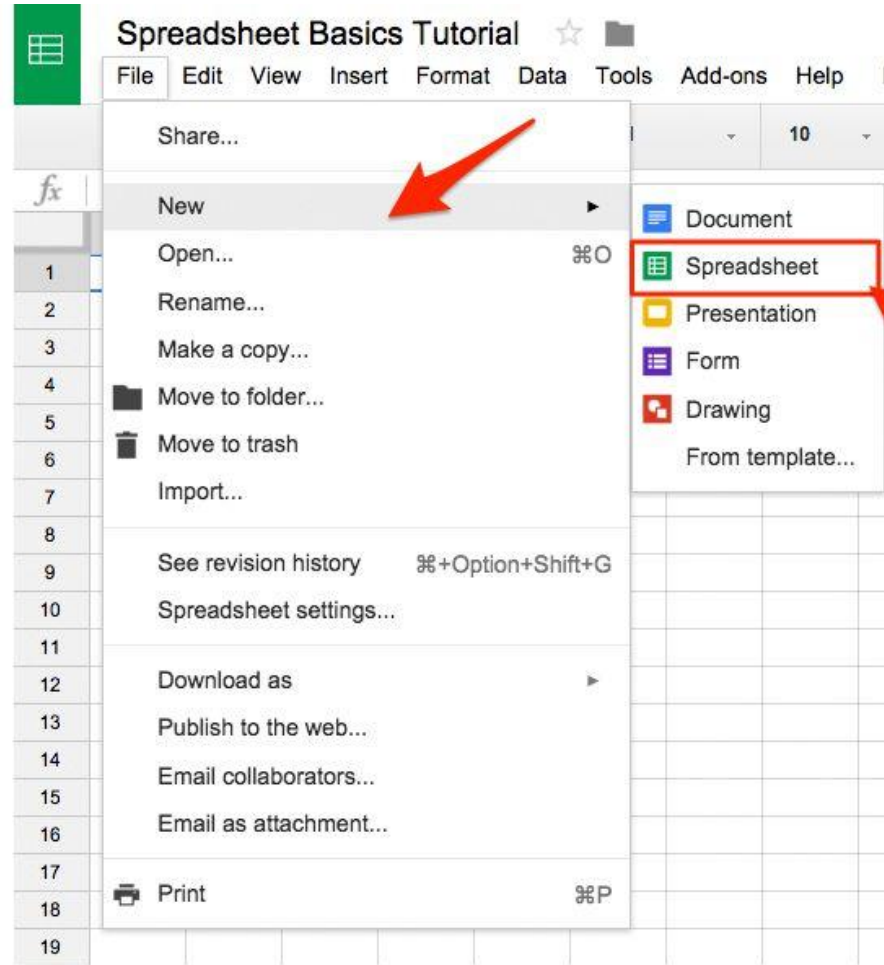 Spreadsheet Basics Tutorial
File Edit View Insert Format Data Tools Add-ons Help
Share...
10
fx
New
Open... ⌘O
Rename...
Make a copy...
Move to folder...
Move to trash
Import...
See revision history ⌘+Option+Shift+G
Spreadsheet settings...
Download as
Publish to the web...
Email collaborators...
Email as attachment...
Print ⌘P
Document
Spreadsheet
Presentation
Form
Drawing
From template...
1
2
3
4
5
6
7
8
9
10
11
12
13
14
15
16
17
18
19